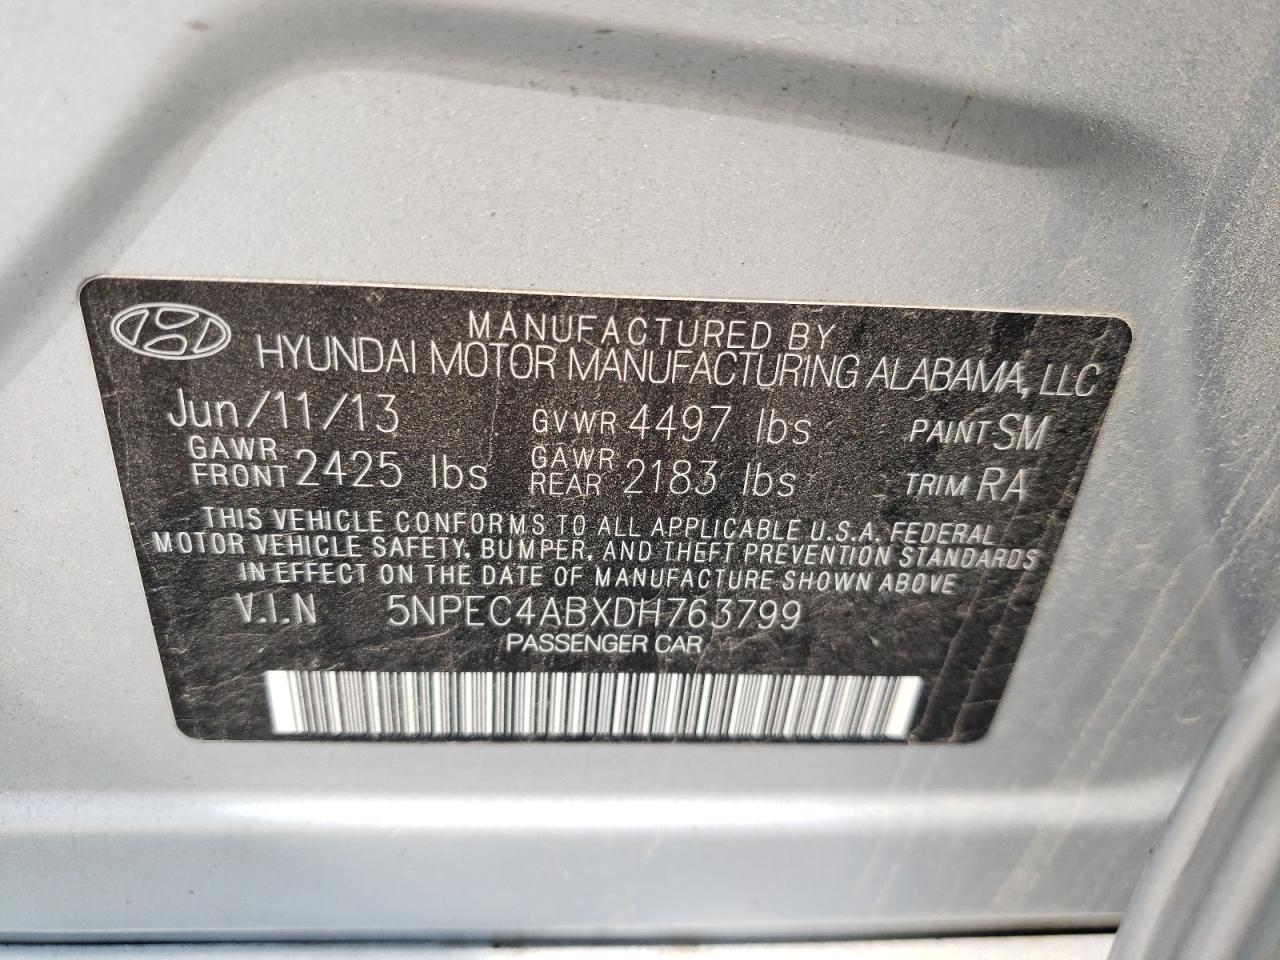 MANUFACTURED BY
HYUNDAI MOTOR MANUFACTURING ALABAMA, LLC
Jun/11/13 GVWR 4497 lbs PAINT SM
GAWR FRONT 2425 lbs GAWR REAR 2183 lbs TRIM RA
THIS VEHICLE CONFORMS TO ALL APPLICABLE U.S.A. FEDERAL
MOTOR VEHICLE SAFETY, BUMPER, AND THEFT PREVENTION STANDARDS
IN EFFECT ON THE DATE OF MANUFACTURE SHOWN ABOVE
V.I.N 5NPEC4ABXDH763799
PASSENGER CAR